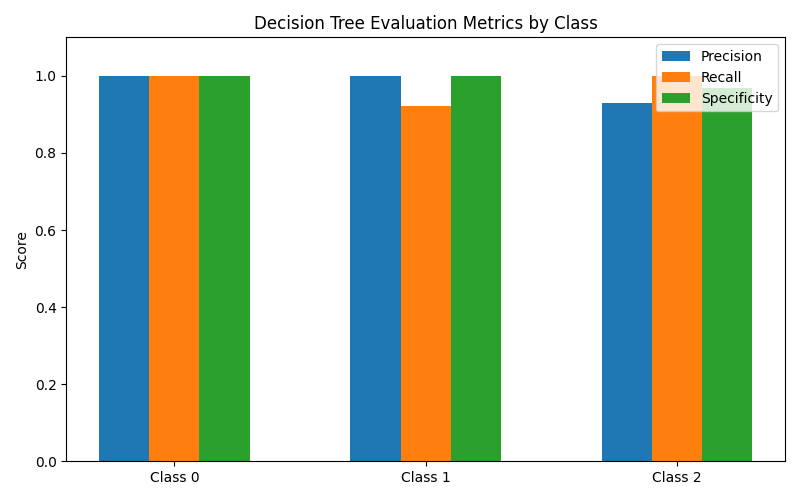 Decision Tree Evaluation Metrics by Class
Precision
Recall
Specificity
Score
1.0
0.8
0.6
0.4
0.2
0.0
Class 0
Class 1
Class 2